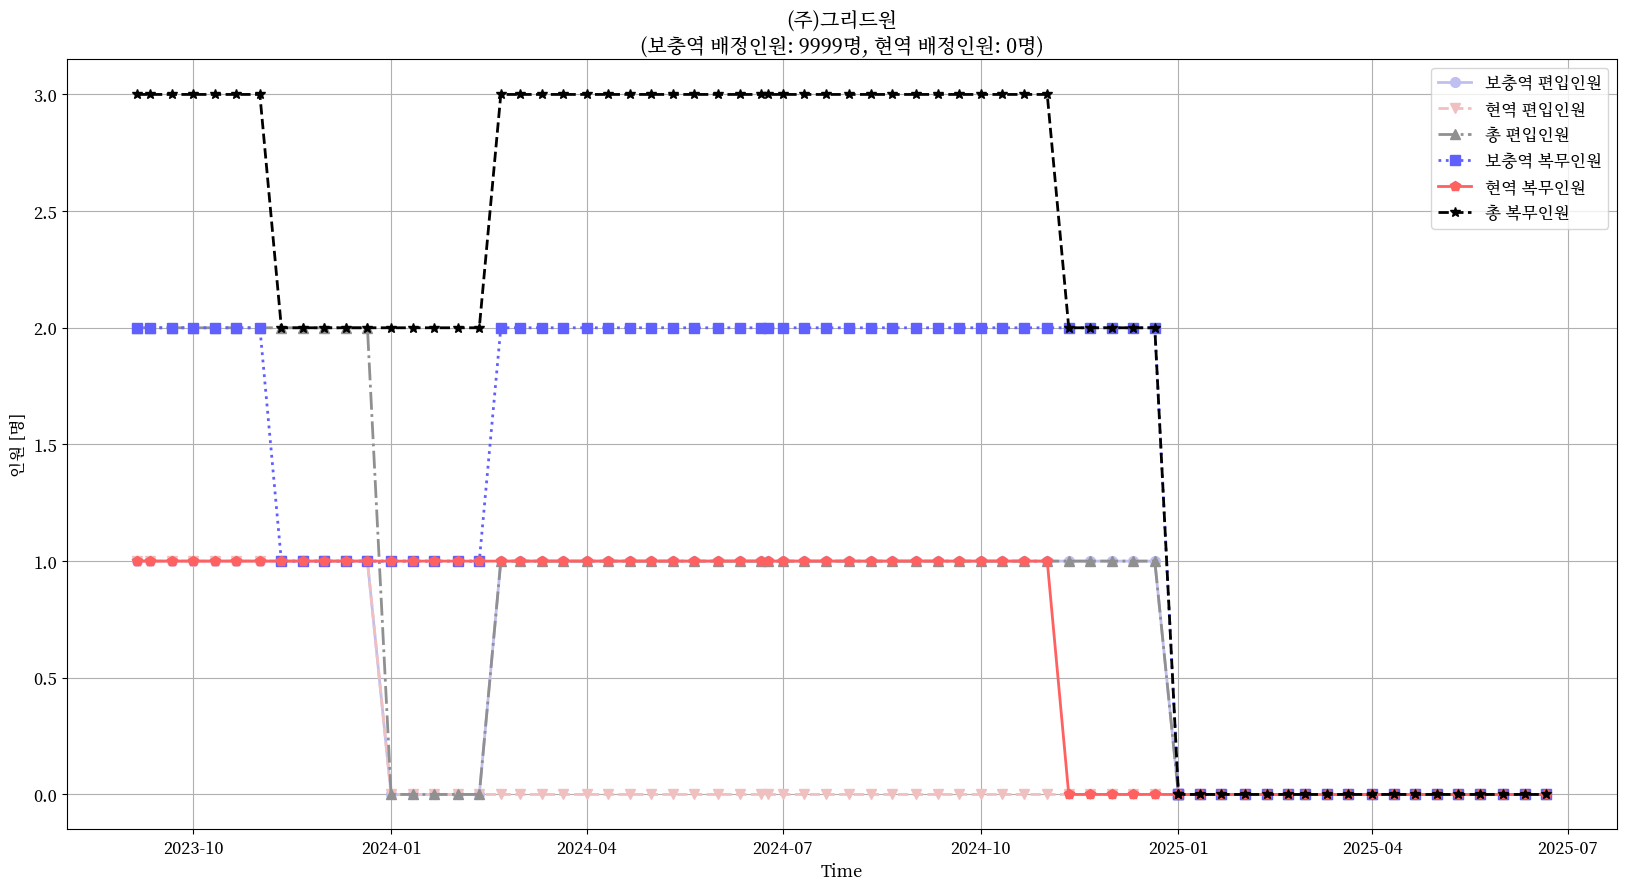 (주)그리드원
(보충역 배정인원: 9999명, 현역 배정인원: 0명)
보충역 편입인원
현역 편입인원
총 편입인원
보충역 복무인원
현역 복무인원
총 복무인원
인원 [명]
3.0
2.5
2.0
1.5
1.0
0.5
0.0
2023-10
2024-01
2024-04
2024-07
2024-10
2025-01
2025-04
2025-07
Time